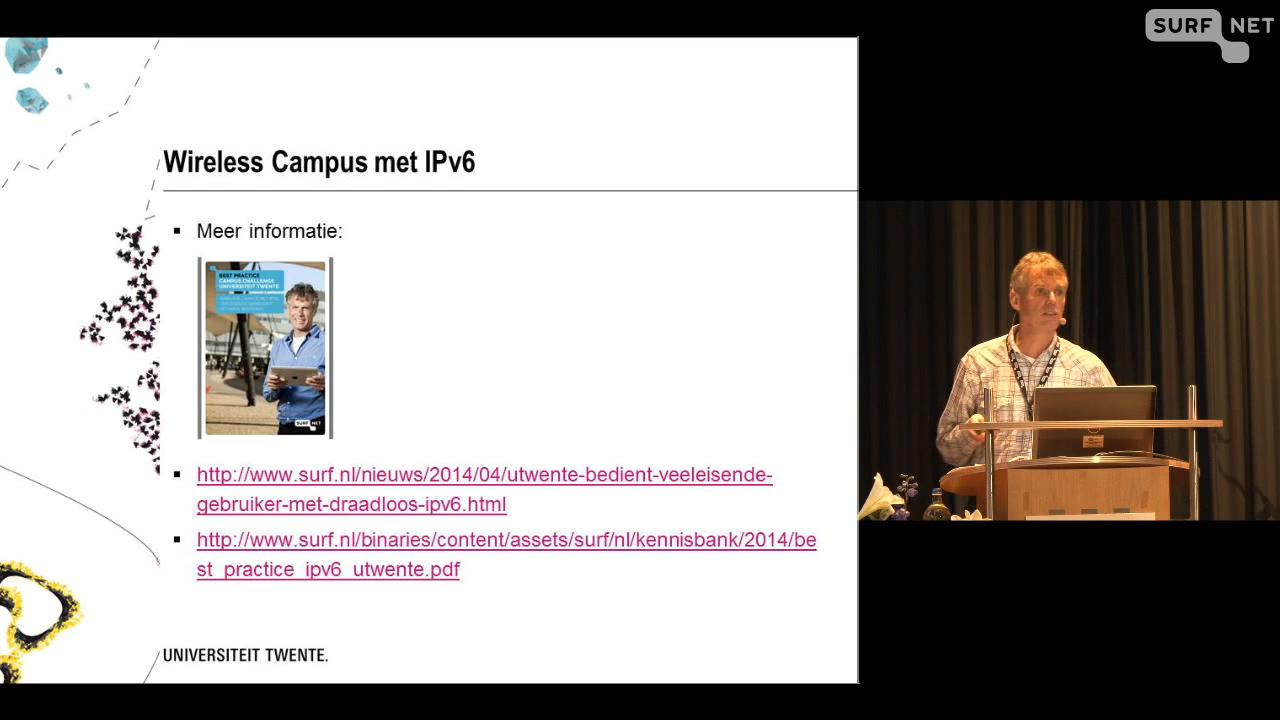 SURF NET
Wireless Campus met IPv6
Meer informatie:
BEST PRACTICE
CAMPUS CHALLENGE
UNIVERSITEIT TWENTE
SURF NET
http://www.surf.nl/nieuws/2014/04/utwente-bedient-veeleisende-
gebruiker-met-draadloos-ipv6.html
http://www.surf.nl/binaries/content/assets/surf/nl/kennisbank/2014/be
st_practice_ipv6_utwente.pdf
UNIVERSITEIT TWENTE.